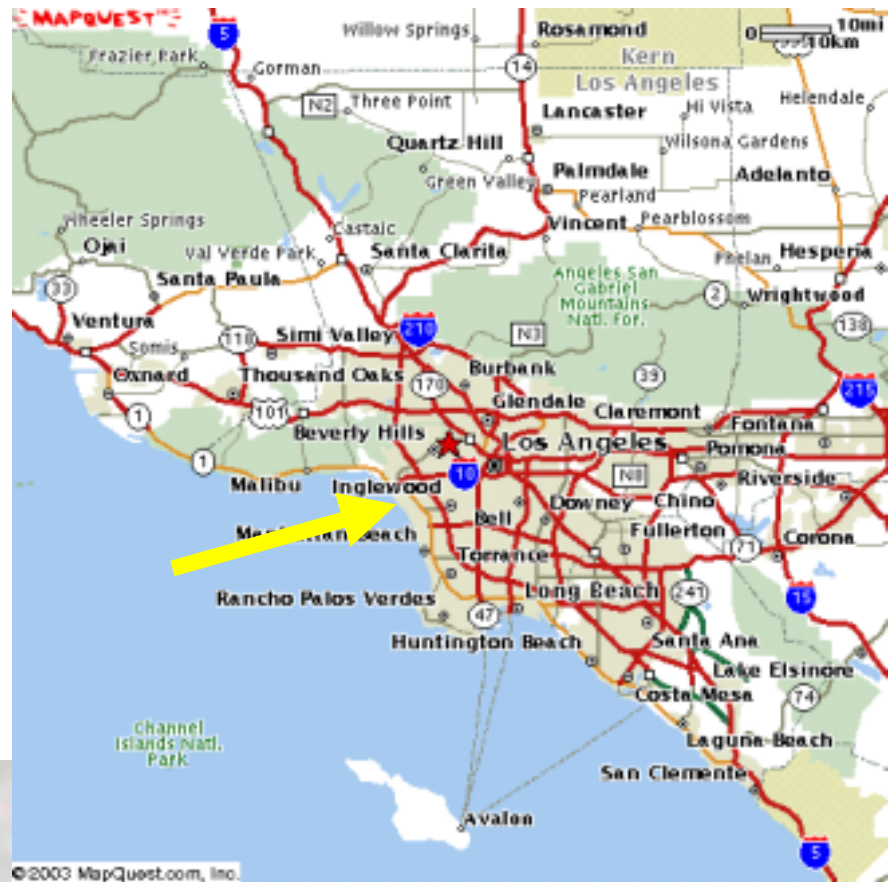 MAPQUEST
5
Willow Springs
Rosamond
0
10mi
10km
Frazier Park
Gorman
14
Kern
Los Angeles
N2
Three Point
Lancaster
Hi Vista
Helendale
Quartz Hill
Wilsona Gardens
Green Valley
Palmdale
Adelanto
Pearland
Wheeler Springs
Castaic
Vincent
Pearblossom
Ojai
Val Verde Park
Santa Clarita
Phelan
Hesperia
33
Santa Paula
Angeles San
Gabriel
Mountains
Natl. For.
2
Wrightwood
Ventura
118
Simi Valley
210
N3
138
Somis
Oxnard
Thousand Oaks
170
Burbank
39
215
1
101
Glendale
Claremont
Fontana
Beverly Hills
Los Angeles
Pomona
1
Malibu
Inglewood
10
N8
Riverside
Downey
Chino
Bell
Fullerton
Beach
Torrance
71
Corona
Rancho Palos Verdes
47
Long Beach
241
15
Huntington Beach
Santa Ana
Lake Elsinore
Costa Mesa
74
Channel
Islands Natl.
Park
Laguna Beach
San Clemente
Avalon
5
©2003 MapQuest.com, Inc.